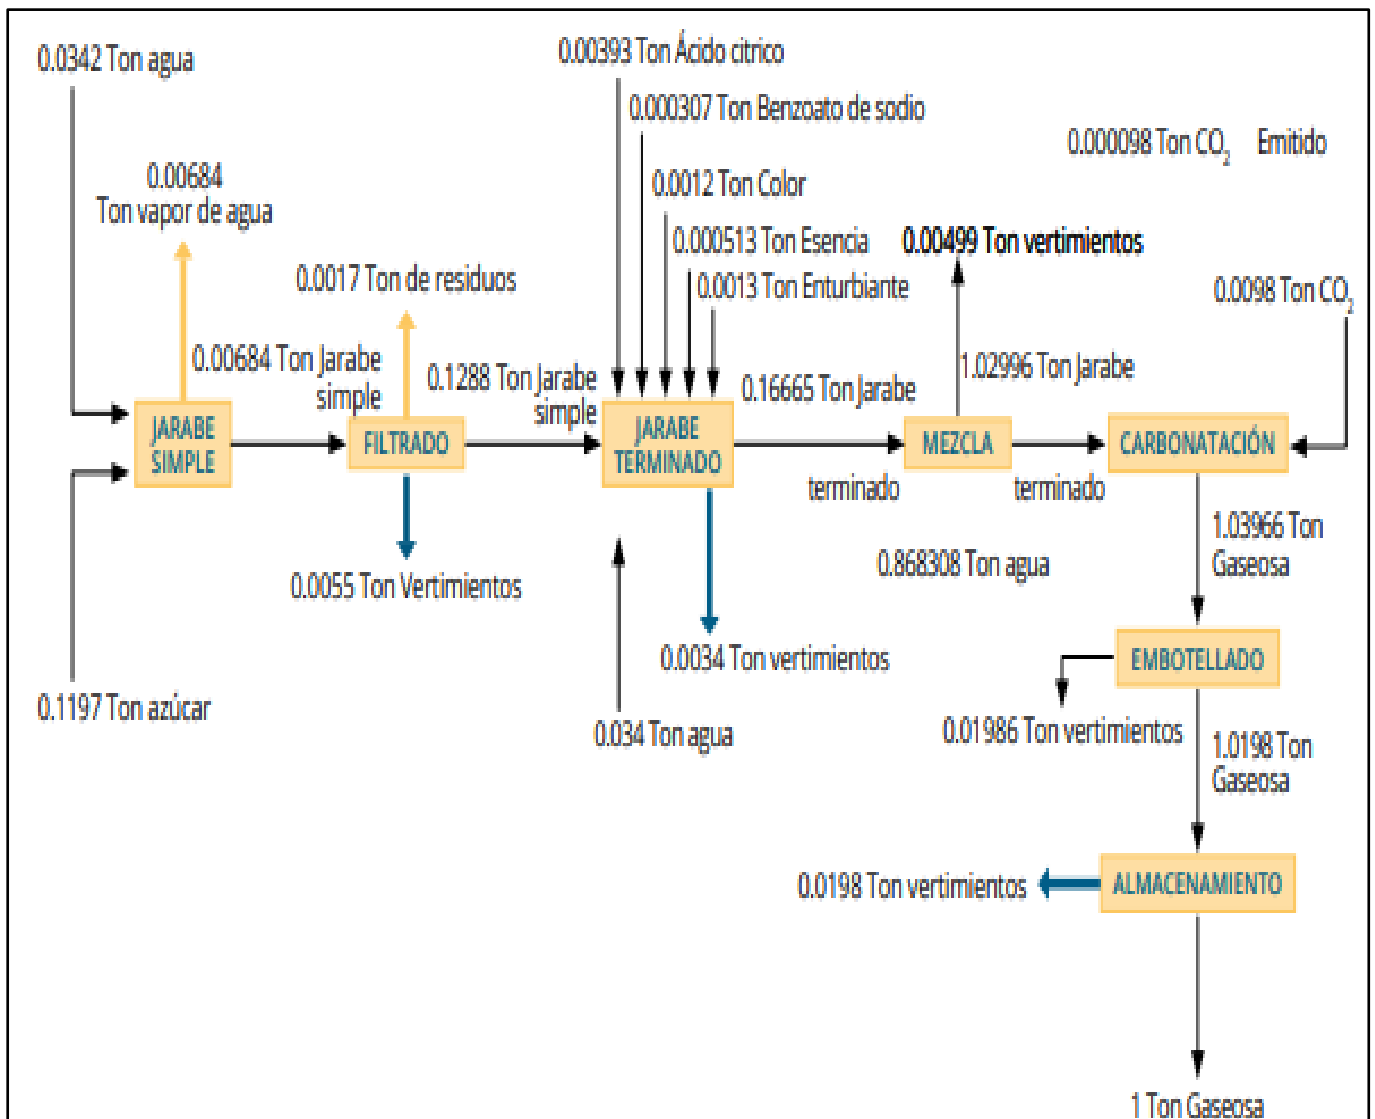 0.0342 Ton agua
0.00393 Ton Ácido citrico
0.000307 Ton Benzoato de sodio
0.000098 Ton CO₂ Emitido
0.00684
Ton vapor de agua
0.0012 Ton Color
0.000513 Ton Esencia
0.00499 Ton vertimientos
0.0017 Ton de residuos
0.0013 Ton Enturbiante
0.0098 Ton CO₂
0.00684 Ton Jarabe
simple
0.1288 Ton Jarabe
simple
0.16665 Ton Jarabe
1.02996 Ton Jarabe
JARABE
SIMPLE
FILTRADO
JARABE
TERMINADO
MEZCLA
CARBONATACIÓN
terminado
terminado
1.03966 Ton
Gaseosa
0.868308 Ton agua
0.0055 Ton Vertimientos
0.0034 Ton vertimientos
EMBOTELLADO
0.1197 Ton azúcar
0.034 Ton agua
0.01986 Ton vertimientos
1.0198 Ton
Gaseosa
0.0198 Ton vertimientos
ALMACENAMIENTO
1 Ton Gaseosa